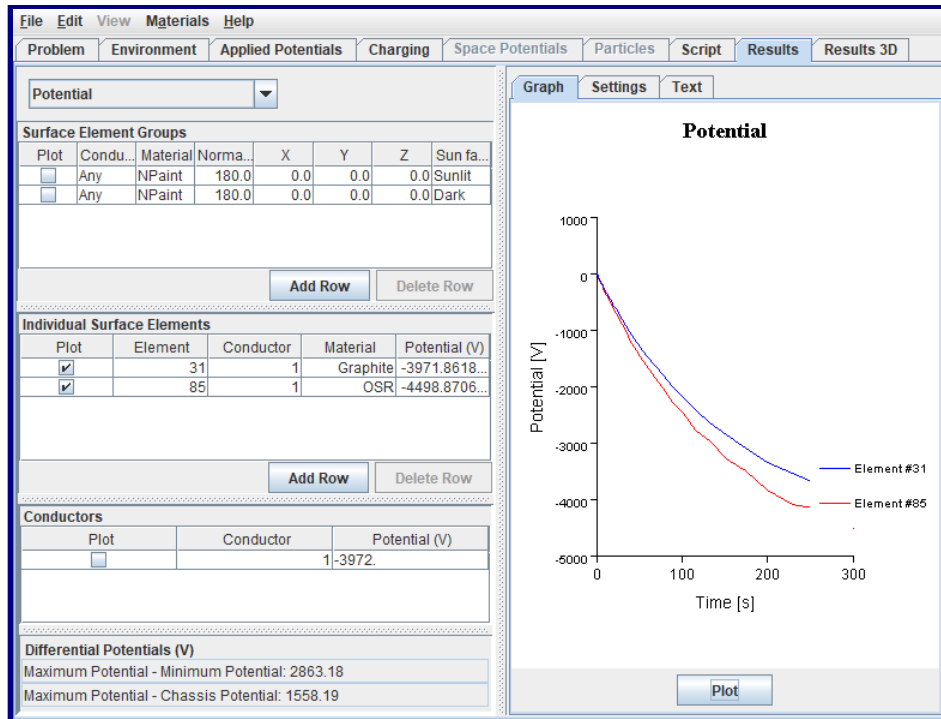 File Edit View Materials Help
Problem Environment Applied Potentials Charging Space Potentials Particles Script Results Results 3D
Potential
Surface Element Groups
Plot Condu... Material Norma... X Y Z Sun fa...
Any NPaint 180.0 0.0 0.0 0.0 Sunlit
Any NPaint 180.0 0.0 0.0 0.0 Dark
Add Row Delete Row
Individual Surface Elements
Plot Element Conductor Material Potential (V)
31 1 Graphite -3971.8618...
85 1 OSR -4498.8706...
Add Row Delete Row
Conductors
Plot Conductor Potential (V)
1 -3972.
Differential Potentials (V)
Maximum Potential - Minimum Potential: 2863.18
Maximum Potential - Chassis Potential: 1558.19
Graph Settings Text
Potential
1000
0
-1000
-2000
-3000
-4000
-5000
Potential [V]
Element #31
Element #85
0 100 200 300
Time [s]
Plot